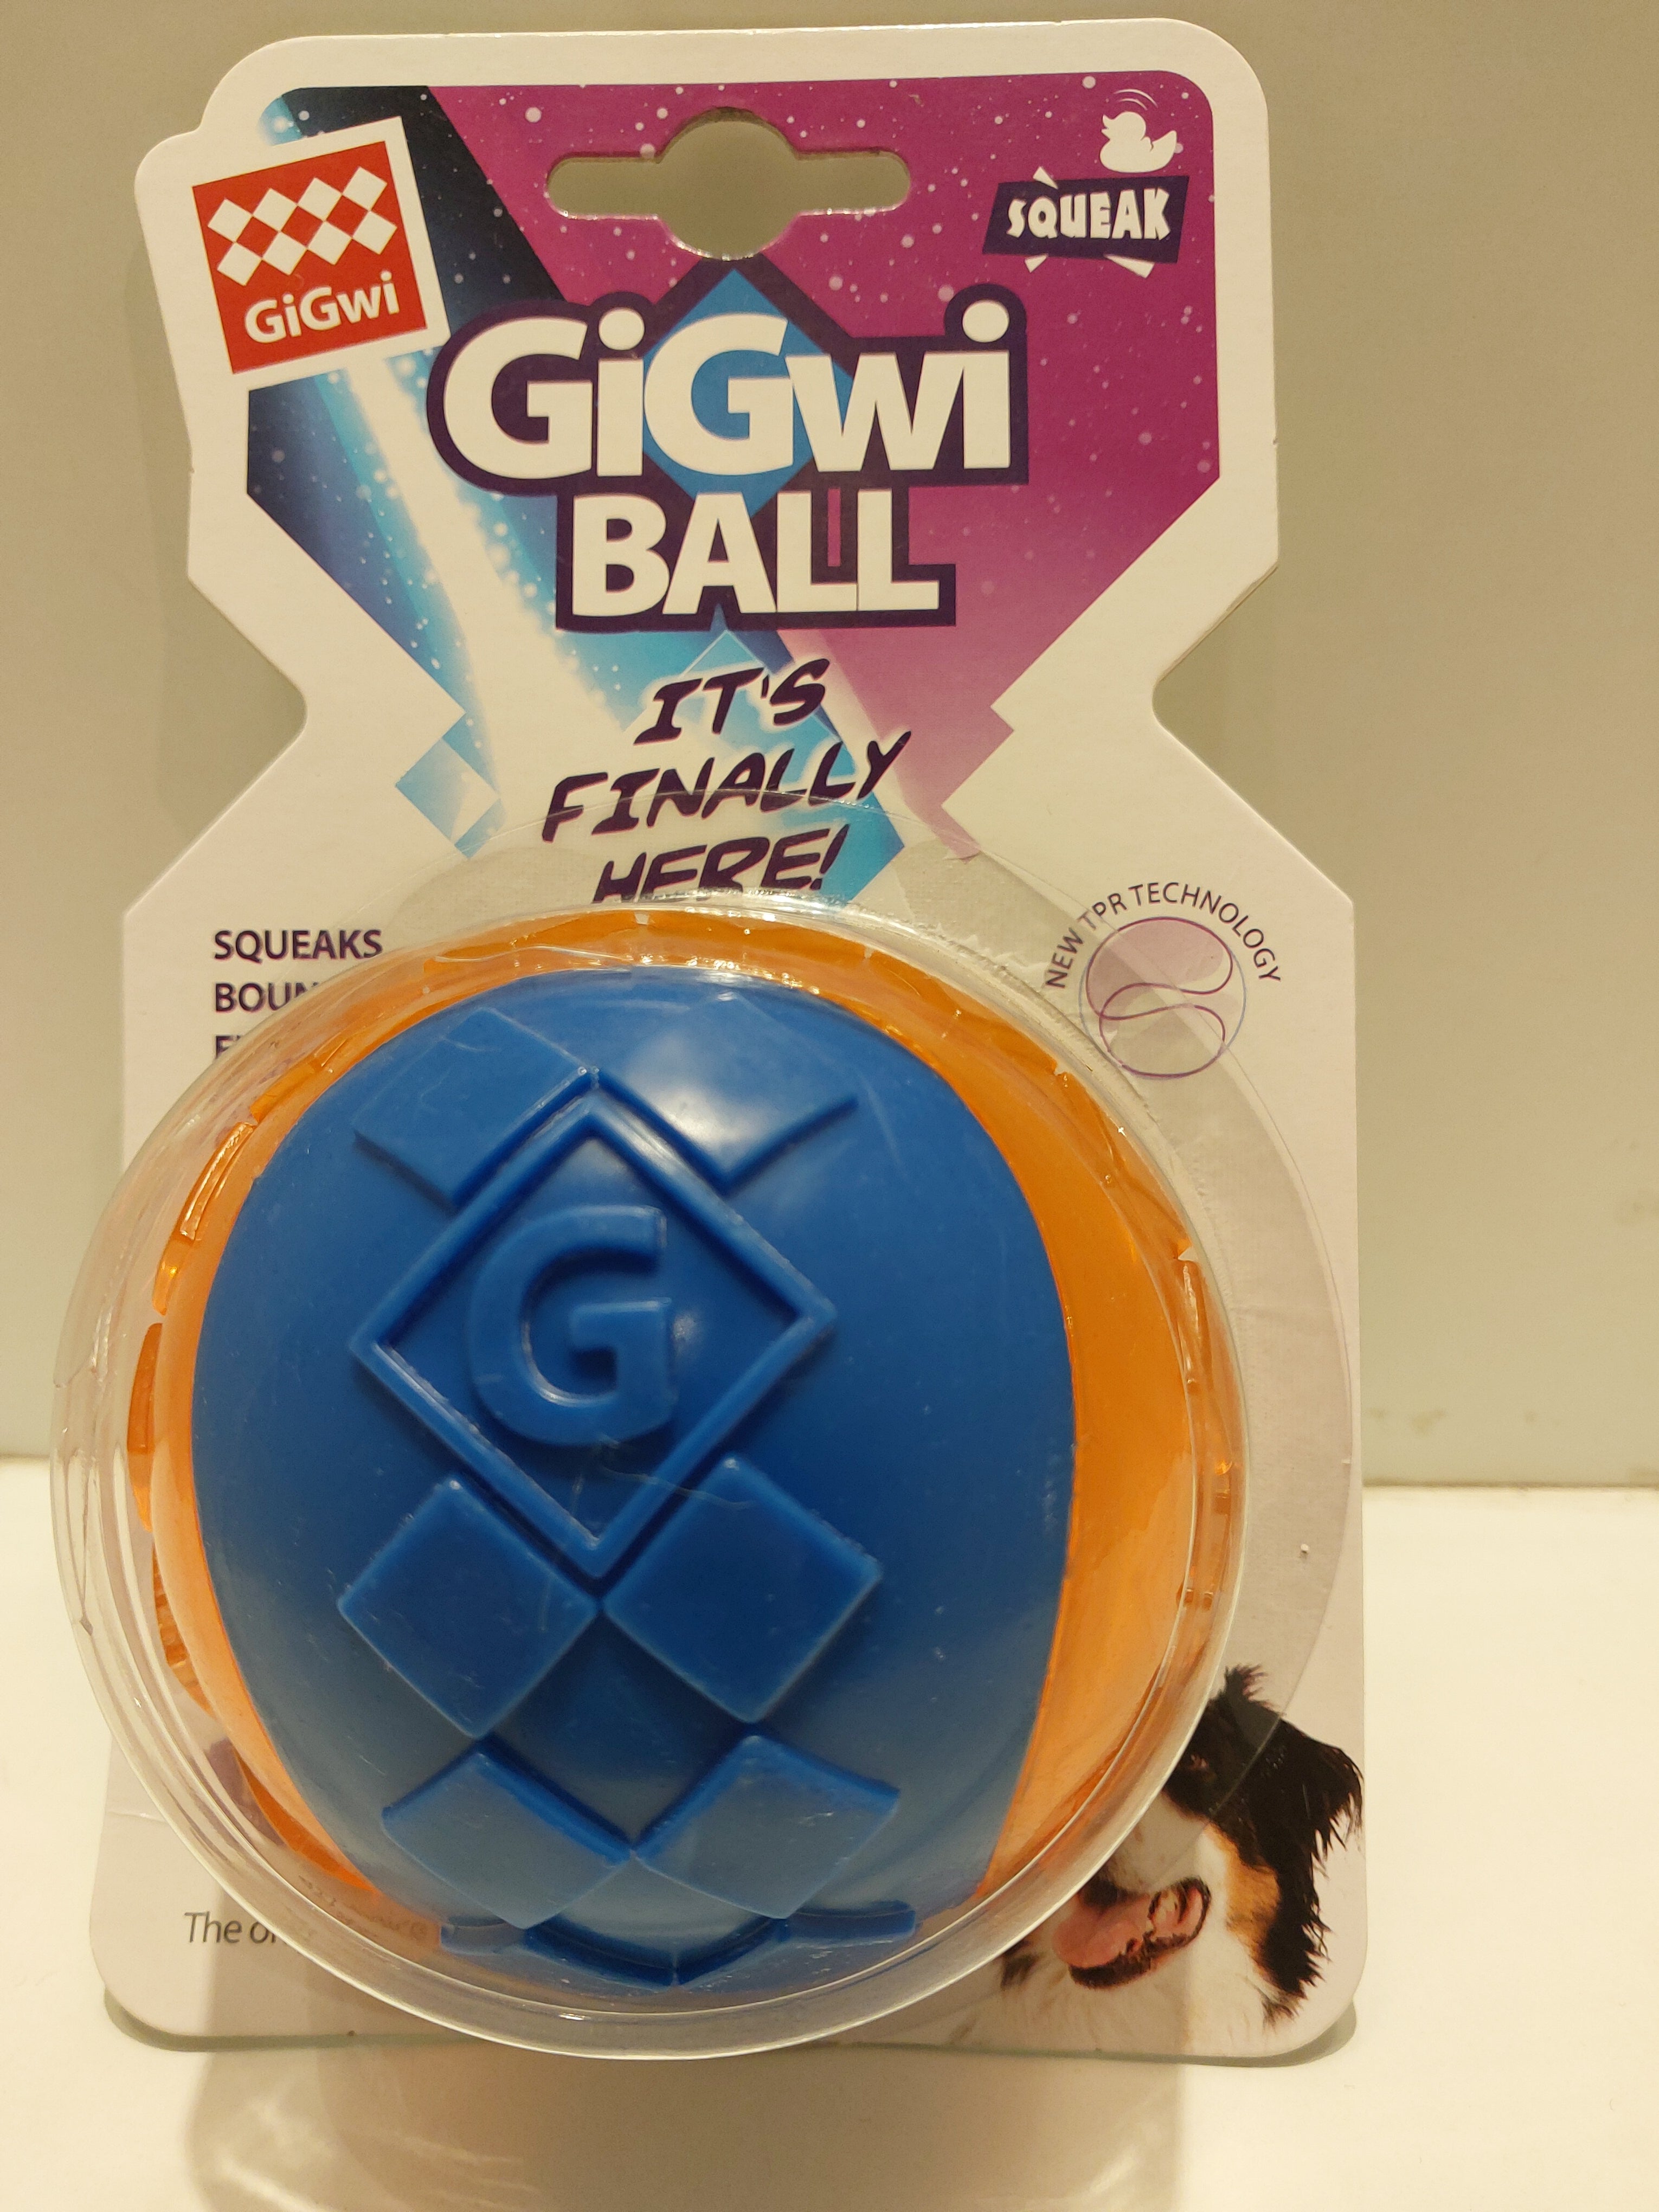 GiGwi
SQUEAK
GiGwi
BALL
IT'S
FINALLY
HERE!
SQUEAKS
NEW TPR TECHNOLOGY
G
The